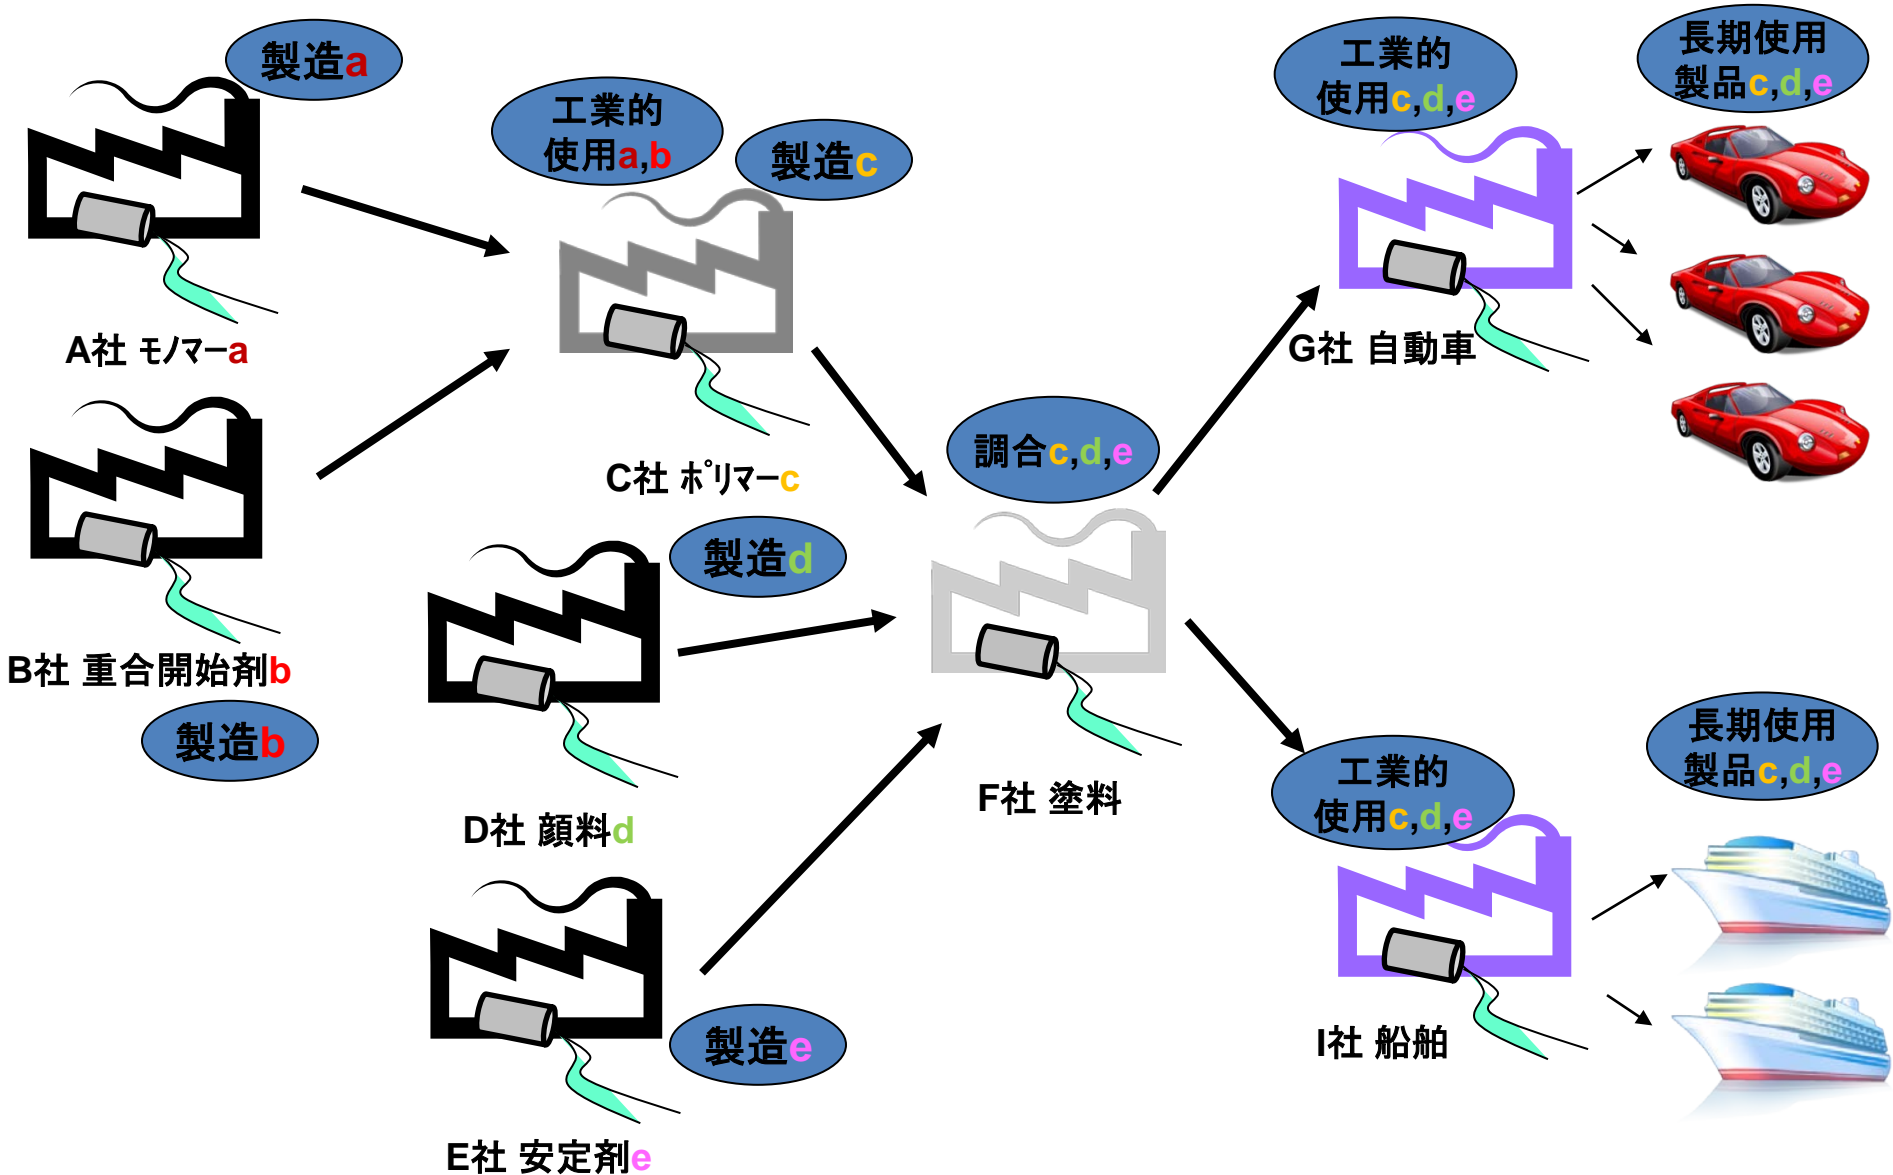 製造a
A社 ﾓﾉﾏｰa
B社 重合開始剤b
製造b
工業的
使用a,b
製造c
C社 ﾎﾟﾘﾏｰc
製造d
D社 顔料d
製造e
E社 安定剤e
調合c,d,e
F社 塗料
工業的
使用c,d,e
G社 自動車
長期使用
製品c,d,e
工業的
使用c,d,e
I社 船舶
長期使用
製品c,d,e